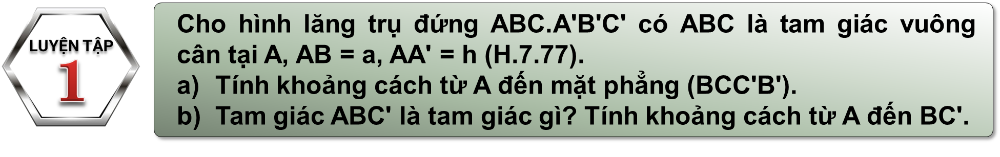 LUYỆN TẬP
1
Cho hình lăng trụ đứng ABC.A'B'C' có ABC là tam giác vuông
cân tại A, AB = a, AA' = h (H.7.77).
a) Tính khoảng cách từ A đến mặt phẳng (BCC'B').
b) Tam giác ABC' là tam giác gì? Tính khoảng cách từ A đến BC'.